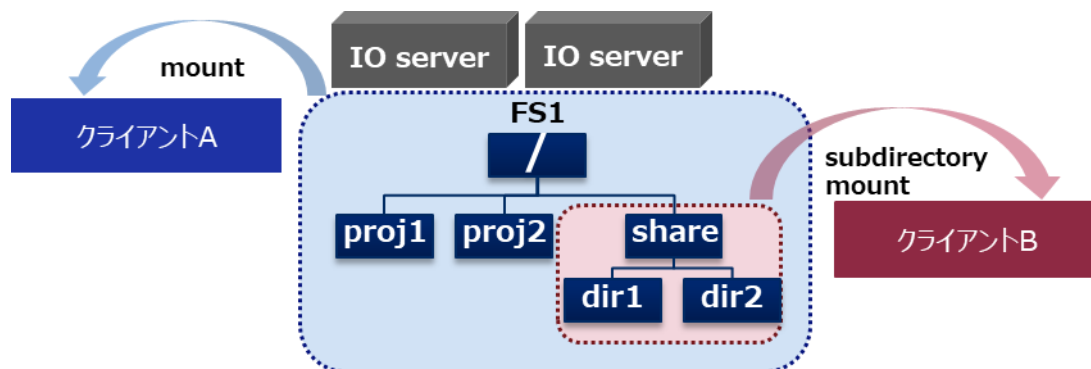 IO server
IO server
mount
クライアントA
FS1
/
subdirectory
mount
proj1
proj2
share
クライアントB
dir1
dir2